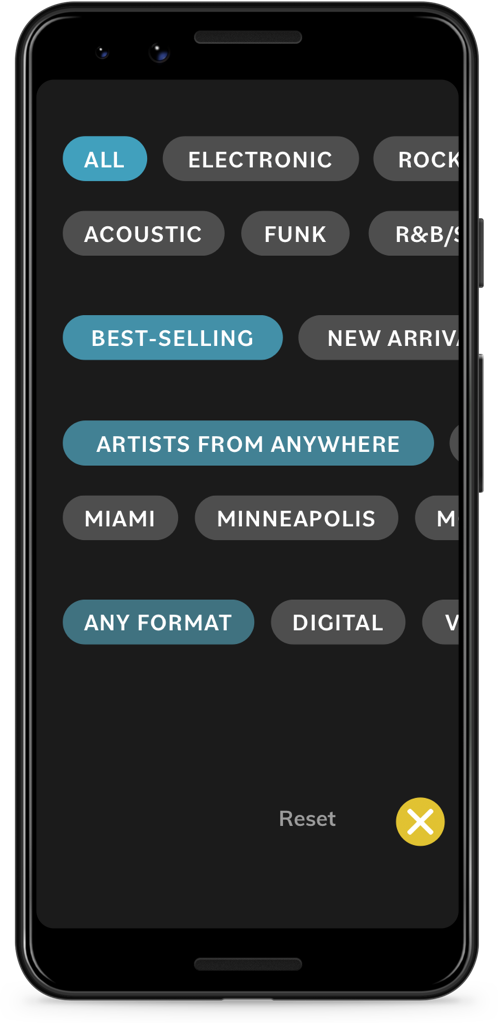 ALL ELECTRONIC ROCK
ACOUSTIC FUNK R&B/S
BEST-SELLING NEW ARRIVA
ARTISTS FROM ANYWHERE
MIAMI MINNEAPOLIS M
ANY FORMAT DIGITAL V
Reset